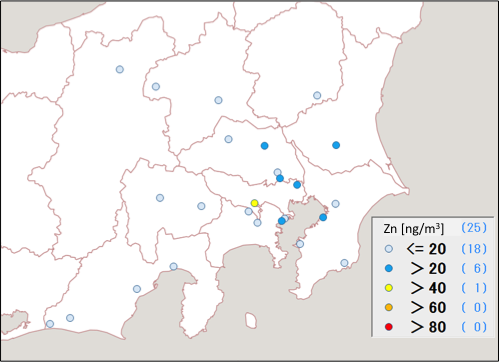 Zn [ng/m³] (25)
<= 20 (18)
> 20 ( 6)
> 40 ( 1)
> 60 ( 0)
> 80 ( 0)